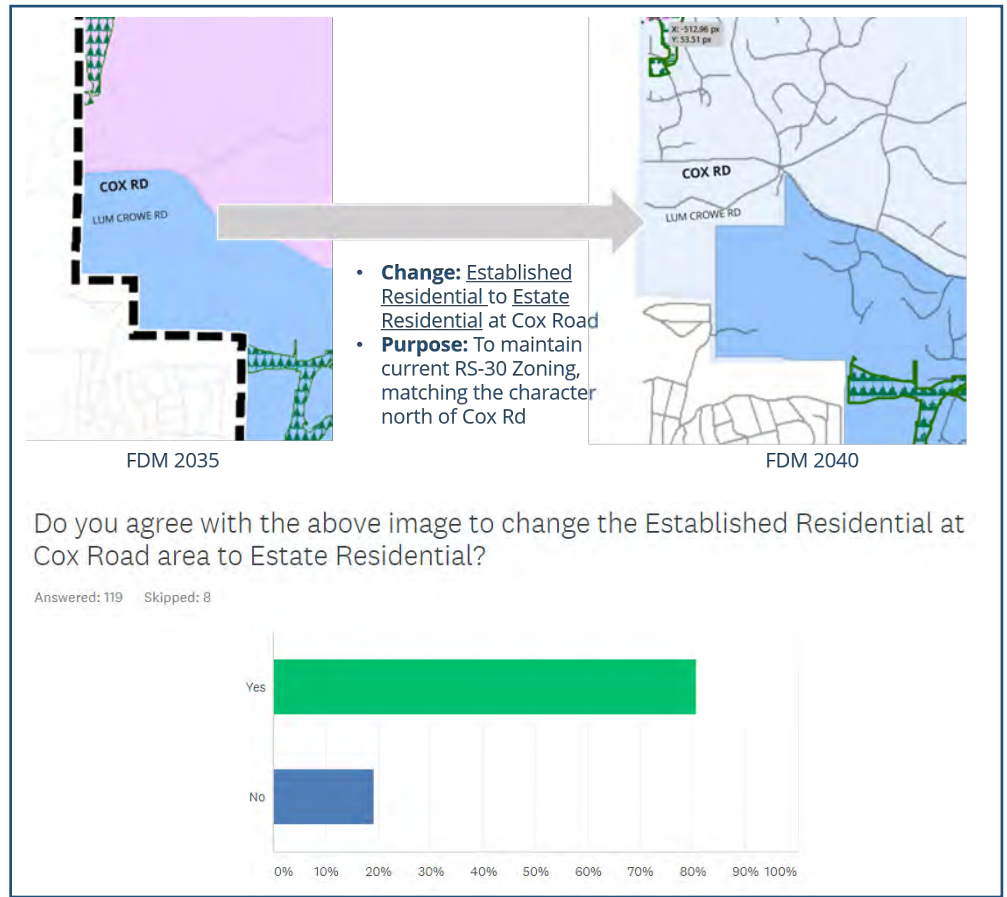 X: -512.96 px
Y: 53.51 px
COX RD
LUM CROWE RD
COX RD
LUM CROWE RD
• Change: Established
Residential to Estate
Residential at Cox Road
• Purpose: To maintain
current RS-30 Zoning,
matching the character
north of Cox Rd
FDM 2035
FDM 2040
Do you agree with the above image to change the Established Residential at
Cox Road area to Estate Residential?
Answered: 119 Skipped: 8
Yes
No
0% 10% 20% 30% 40% 50% 60% 70% 80% 90% 100%